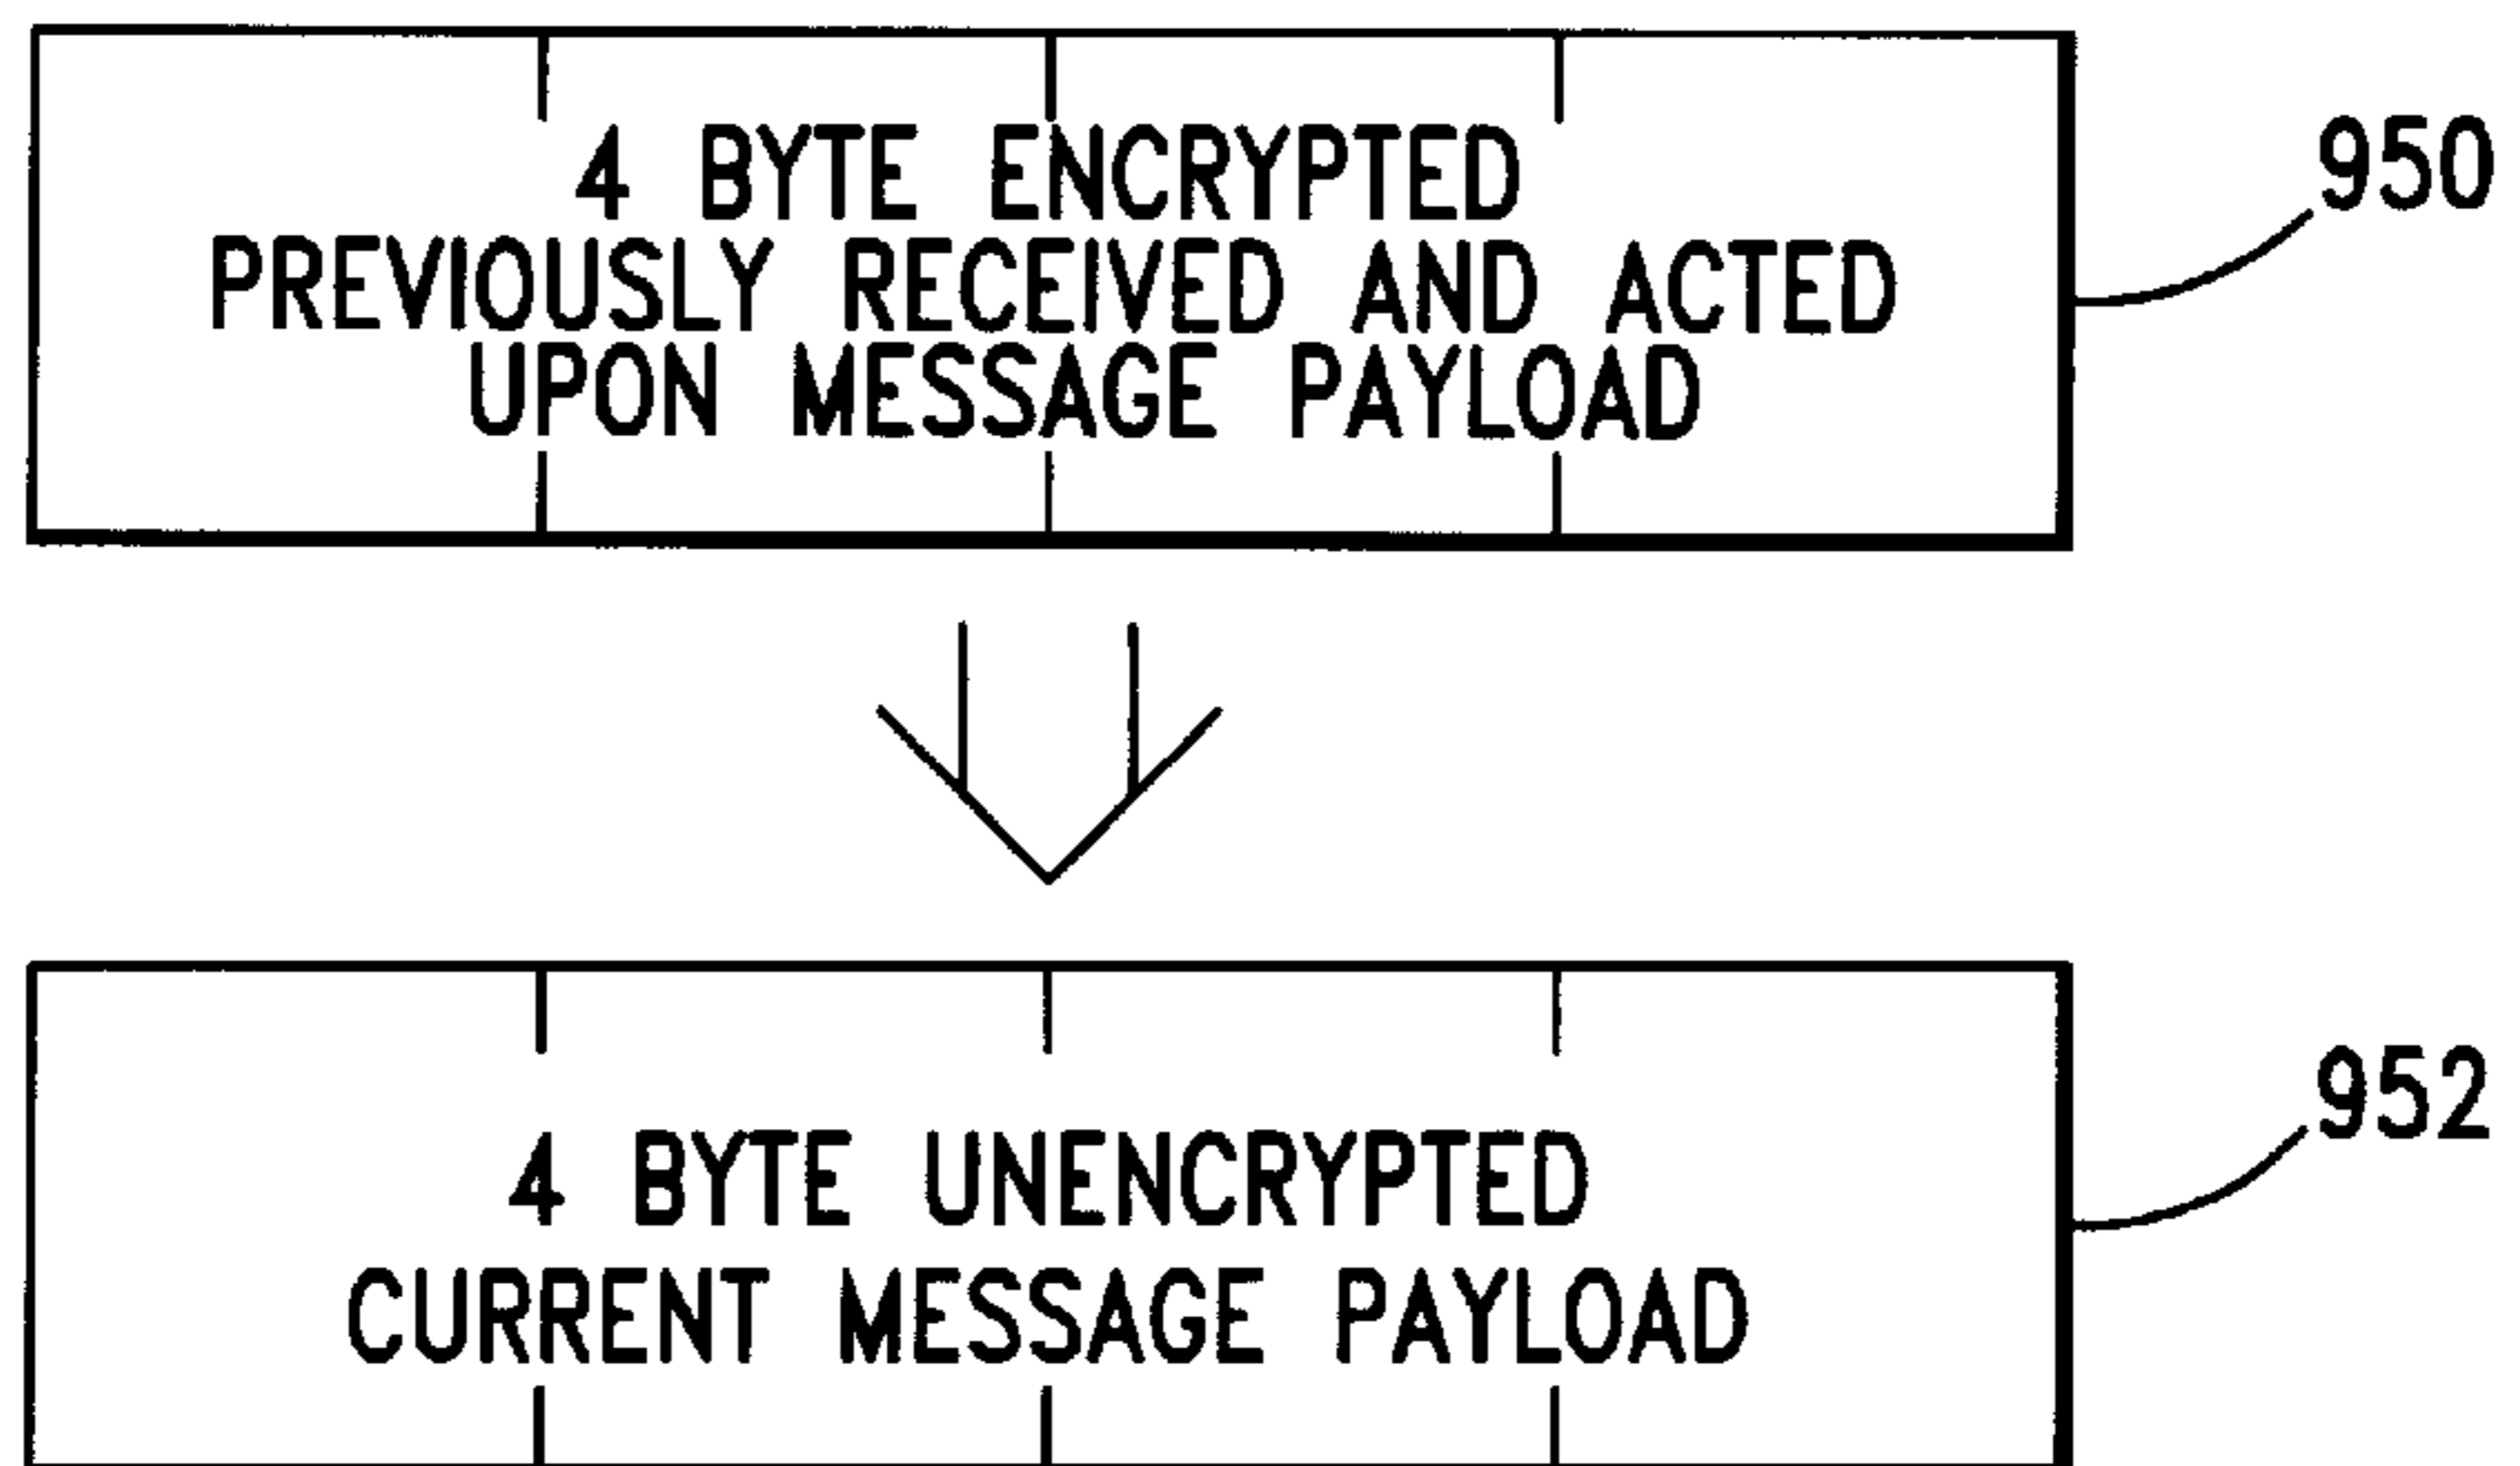 4 BYTE ENCRYPTED
PREVIOUSLY RECEIVED AND ACTED
UPON MESSAGE PAYLOAD
950
4 BYTE UNENCRYPTED
CURRENT MESSAGE PAYLOAD
952